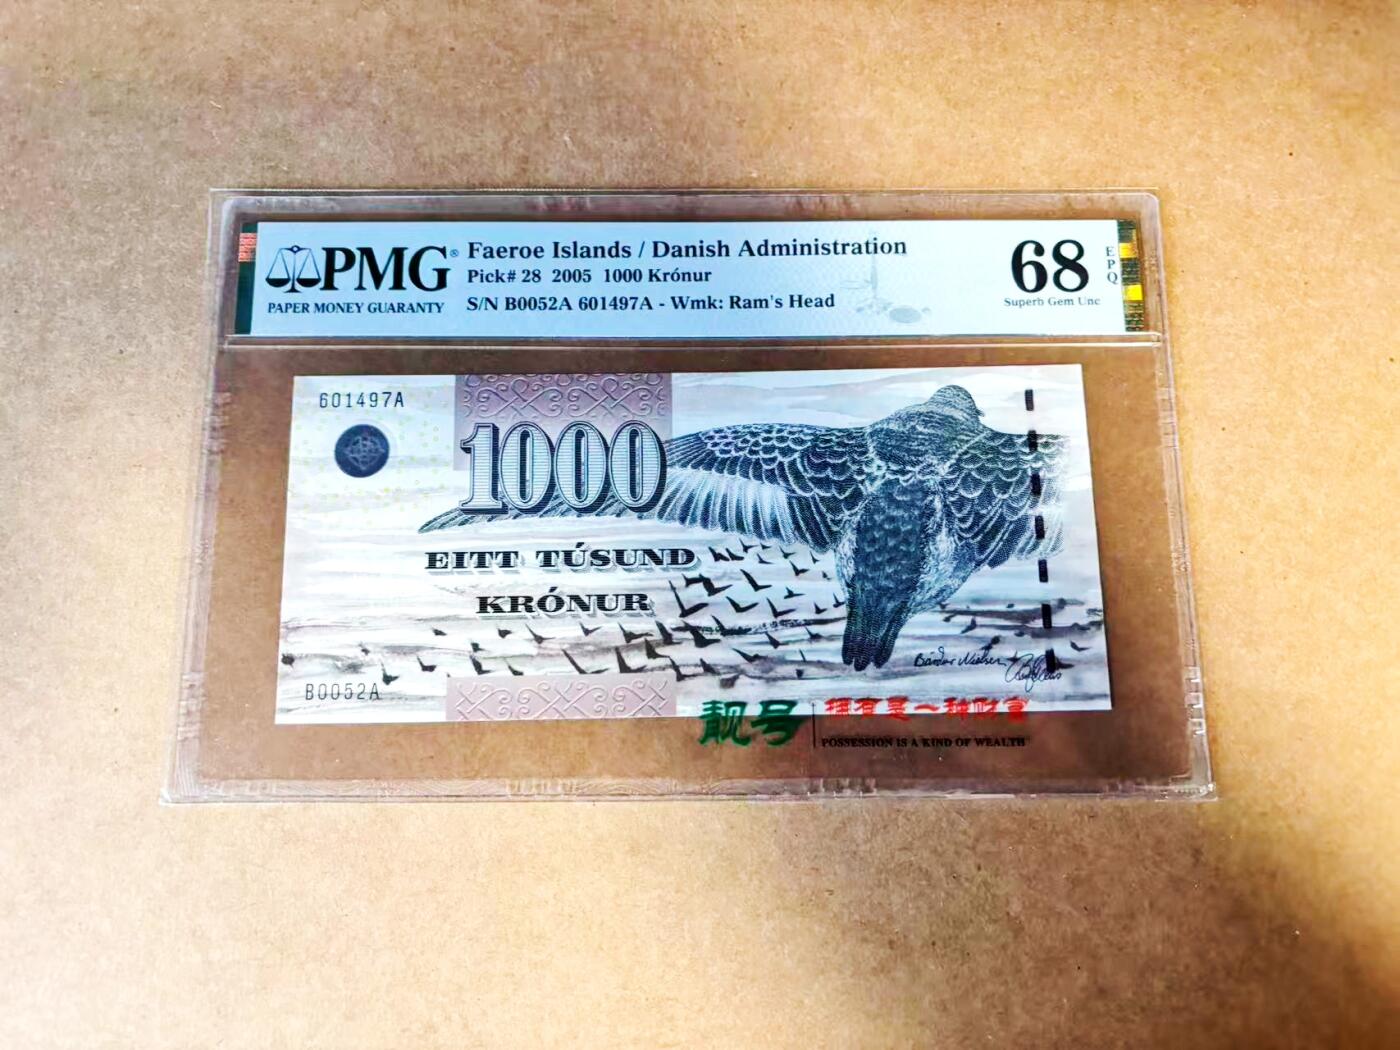 PMG®
PAPER MONEY GUARANTY
Faeroe Islands / Danish Administration
Pick# 28 2005 1000 Krónur
S/N B0052A 601497A - Wmk: Ram's Head
68
EPQ
Superb Gem Unc
601497A
1000
EITT TÚSUND
KRÓNUR
B0052A
靓号
拥有是一种财富
POSSESSION IS A KIND OF WEALTH